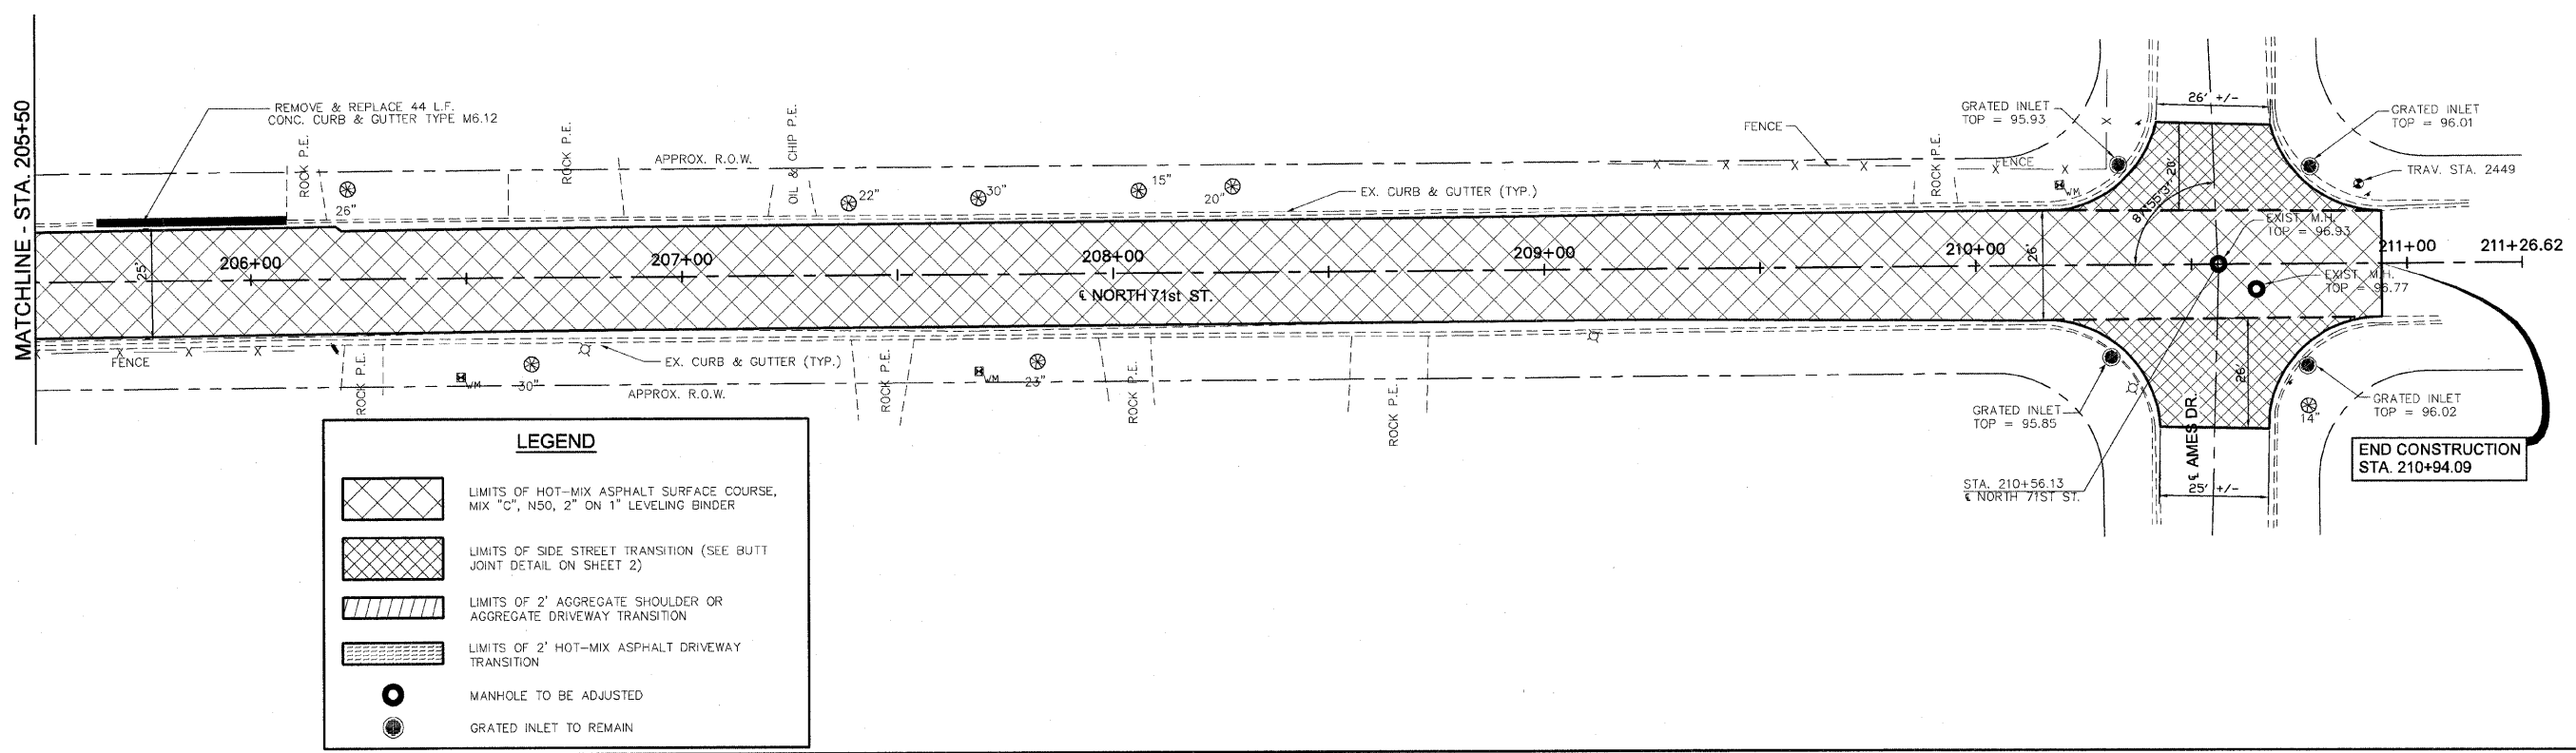 MATCHLINE - STA. 205+50
REMOVE & REPLACE 44 L.F.
CONC. CURB & GUTTER TYPE M6.12
ROCK P.E.
26"
ROCK P.E.
APPROX. R.O.W.
OIL & CHIP P.E.
22"
30"
15"
20"
EX. CURB & GUTTER (TYP.)
FENCE
ROCK P.E.
FENCE
GRATED INLET
TOP = 95.93
WM
26' +/-
GRATED INLET
TOP = 96.01
TRAV. STA. 2449
EXIST. M.H.
TOP = 96.93
25'
206+00
207+00
208+00
209+00
210+00
26'
211+00
211+26.62
℄ NORTH 71st ST.
EXIST. M.H.
TOP = 96.77
FENCE
ROCK P.E.
WM
30"
EX. CURB & GUTTER (TYP.)
APPROX. R.O.W.
ROCK P.E.
WM
23"
ROCK P.E.
ROCK P.E.
GRATED INLET
TOP = 95.85
26'
14"
GRATED INLET
TOP = 96.02
℄ AMES DR.
25' +/-
STA. 210+56.13
℄ NORTH 71ST ST.
END CONSTRUCTION
STA. 210+94.09
LEGEND
LIMITS OF HOT-MIX ASPHALT SURFACE COURSE,
MIX "C", N50, 2" ON 1" LEVELING BINDER
LIMITS OF SIDE STREET TRANSITION (SEE BUTT
JOINT DETAIL ON SHEET 2)
LIMITS OF 2' AGGREGATE SHOULDER OR
AGGREGATE DRIVEWAY TRANSITION
LIMITS OF 2' HOT-MIX ASPHALT DRIVEWAY
TRANSITION
MANHOLE TO BE ADJUSTED
GRATED INLET TO REMAIN